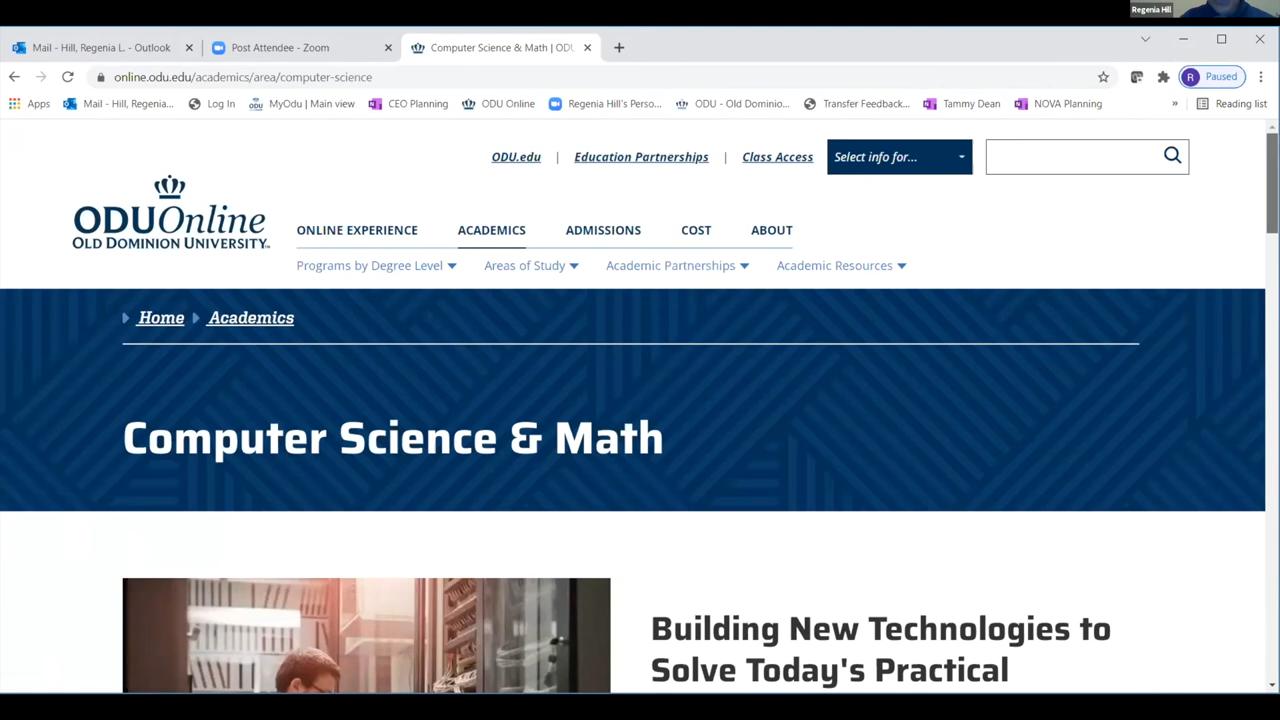 Regenia Hill
Mail - Hill, Regenia L. - Outlook
Post Attendee - Zoom
Computer Science & Math | ODU
online.odu.edu/academics/area/computer-science
R Paused
Apps
Mail - Hill, Regenia...
Log In
MyOdu | Main view
CEO Planning
ODU Online
Regenia Hill's Perso...
ODU - Old Dominio...
Transfer Feedback...
Tammy Dean
NOVA Planning
»
Reading list
ODU.edu | Education Partnerships | Class Access
Select info for...
ODUOnline
OLD DOMINION UNIVERSITY™
ONLINE EXPERIENCE ACADEMICS ADMISSIONS COST ABOUT
Programs by Degree Level Areas of Study Academic Partnerships Academic Resources
Home Academics
Computer Science & Math
Building New Technologies to
Solve Today's Practical